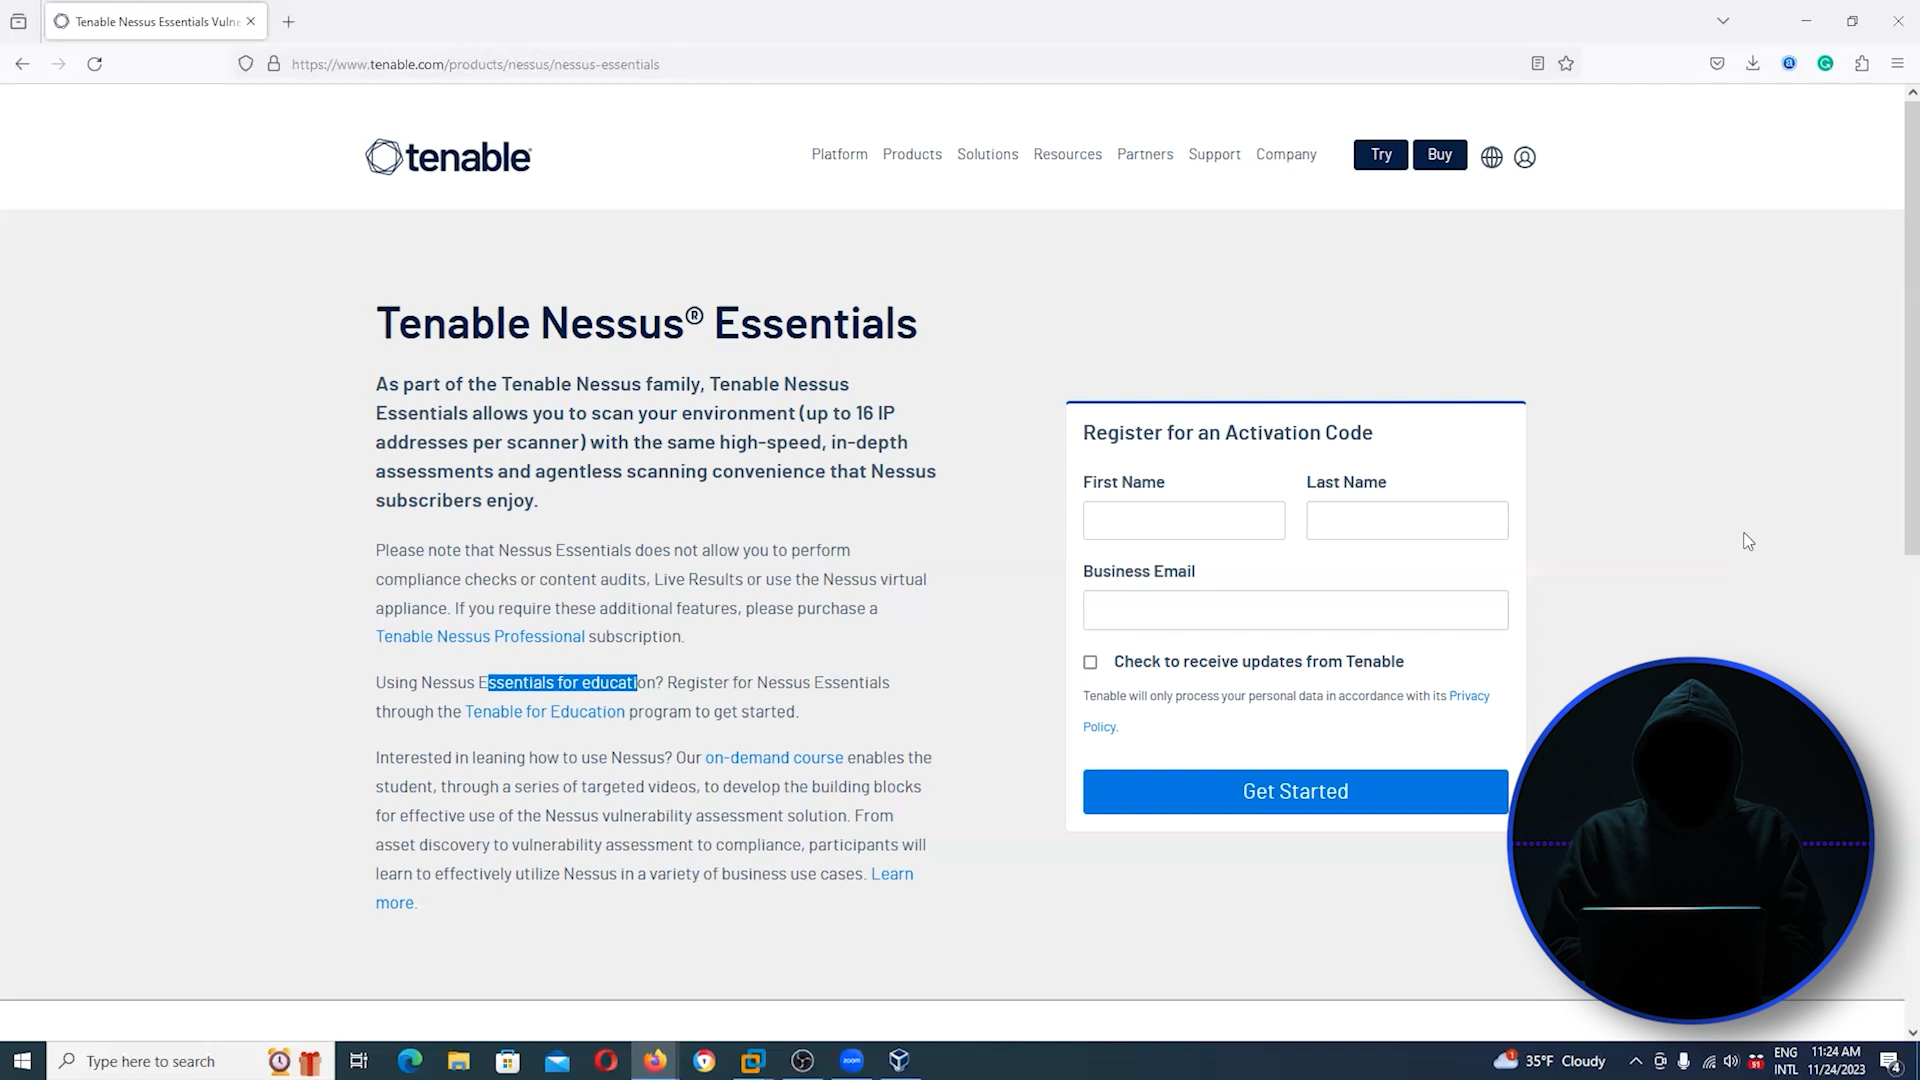 Tenable Nessus Essentials Vulne
https://www.tenable.com/products/nessus/nessus-essentials
tenable
Platform Products Solutions Resources Partners Support Company Try Buy
Tenable Nessus® Essentials
As part of the Tenable Nessus family, Tenable Nessus
Essentials allows you to scan your environment (up to 16 IP
addresses per scanner) with the same high-speed, in-depth
assessments and agentless scanning convenience that Nessus
subscribers enjoy.
Please note that Nessus Essentials does not allow you to perform
compliance checks or content audits, Live Results or use the Nessus virtual
appliance. If you require these additional features, please purchase a
Tenable Nessus Professional subscription.
Using Nessus Essentials for education? Register for Nessus Essentials
through the Tenable for Education program to get started.
Interested in leaning how to use Nessus? Our on-demand course enables the
student, through a series of targeted videos, to develop the building blocks
for effective use of the Nessus vulnerability assessment solution. From
asset discovery to vulnerability assessment to compliance, participants will
learn to effectively utilize Nessus in a variety of business use cases. Learn
more.
Register for an Activation Code
First Name Last Name
Business Email
Check to receive updates from Tenable
Tenable will only process your personal data in accordance with its Privacy
Policy.
Get Started
Type here to search
zoom
35°F Cloudy
ENG
INTL
11:24 AM
11/24/2023
4